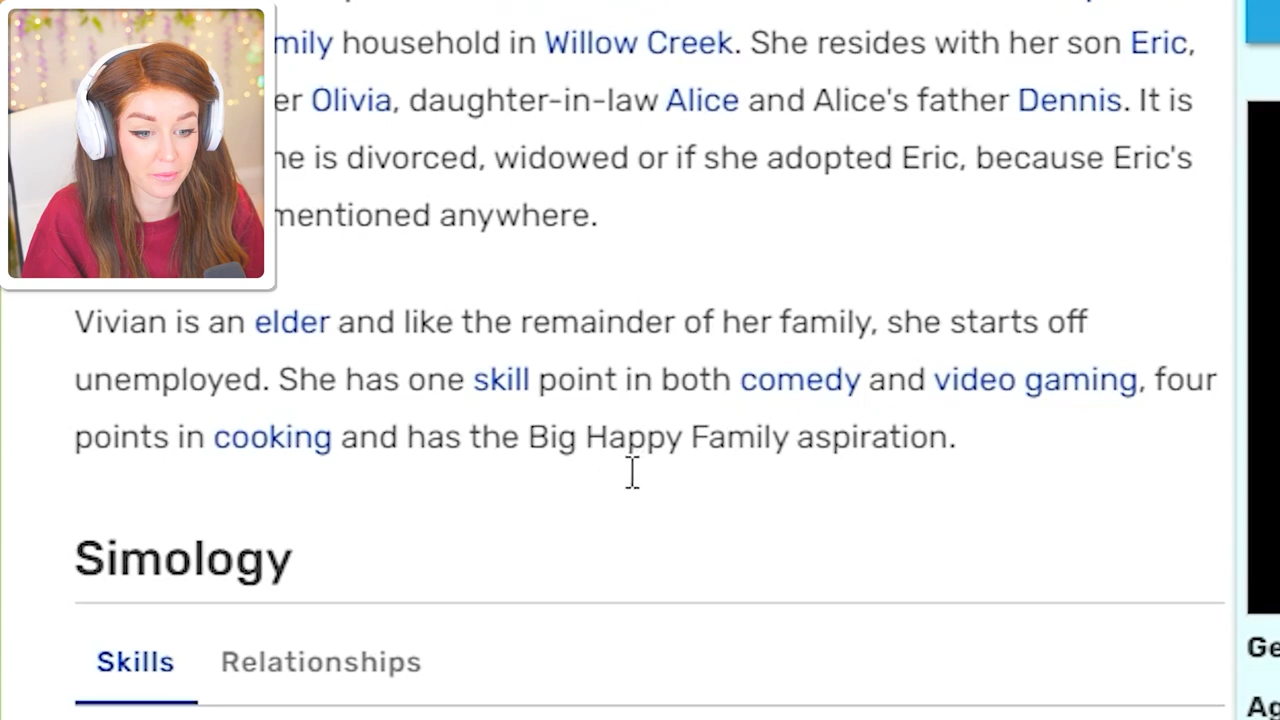 mily household in Willow Creek. She resides with her son Eric,
er Olivia, daughter-in-law Alice and Alice's father Dennis. It is
he is divorced, widowed or if she adopted Eric, because Eric's
mentioned anywhere.
Vivian is an elder and like the remainder of her family, she starts off
unemployed. She has one skill point in both comedy and video gaming, four
points in cooking and has the Big Happy Family aspiration.
Simology
Skills Relationships
Ge
Ag